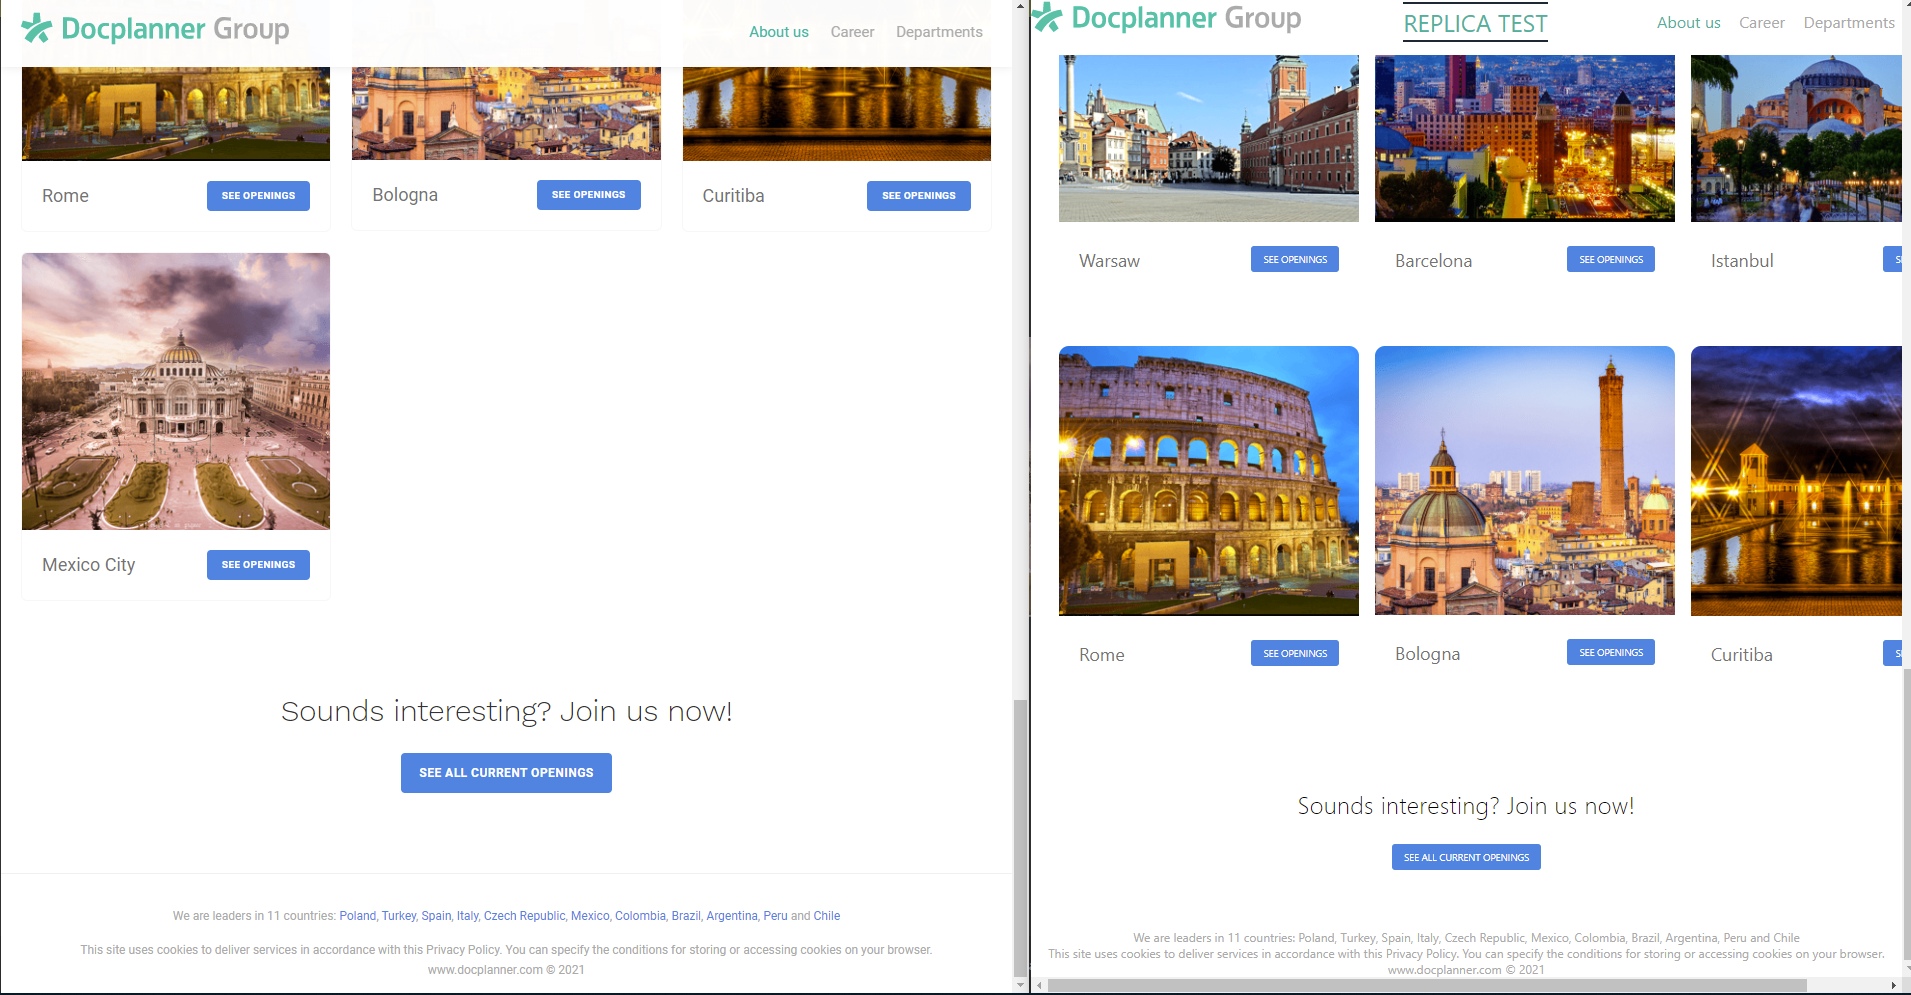 Docplanner Group
About us Career Departments
Rome SEE OPENINGS
Bologna SEE OPENINGS
Curitiba SEE OPENINGS
Mexico City SEE OPENINGS
Sounds interesting? Join us now!
SEE ALL CURRENT OPENINGS
We are leaders in 11 countries: Poland, Turkey, Spain, Italy, Czech Republic, Mexico, Colombia, Brazil, Argentina, Peru and Chile
This site uses cookies to deliver services in accordance with this Privacy Policy. You can specify the conditions for storing or accessing cookies on your browser.
www.docplanner.com © 2021
Docplanner Group
REPLICA TEST
About us Career Departments
Warsaw SEE OPENINGS
Barcelona SEE OPENINGS
Istanbul S
Rome SEE OPENINGS
Bologna SEE OPENINGS
Curitiba S
Sounds interesting? Join us now!
SEE ALL CURRENT OPENINGS
We are leaders in 11 countries: Poland, Turkey, Spain, Italy, Czech Republic, Mexico, Colombia, Brazil, Argentina, Peru and Chile
This site uses cookies to deliver services in accordance with this Privacy Policy. You can specify the conditions for storing or accessing cookies on your browser.
www.docplanner.com © 2021